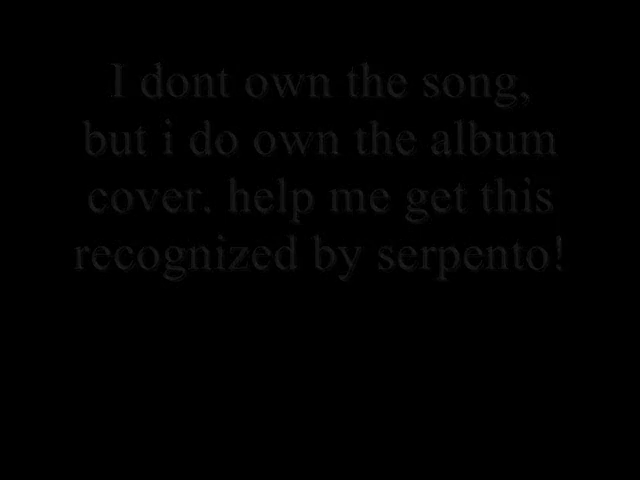 I dont own the song,
but i do own the album
cover. help me get this
recognized by serpento!